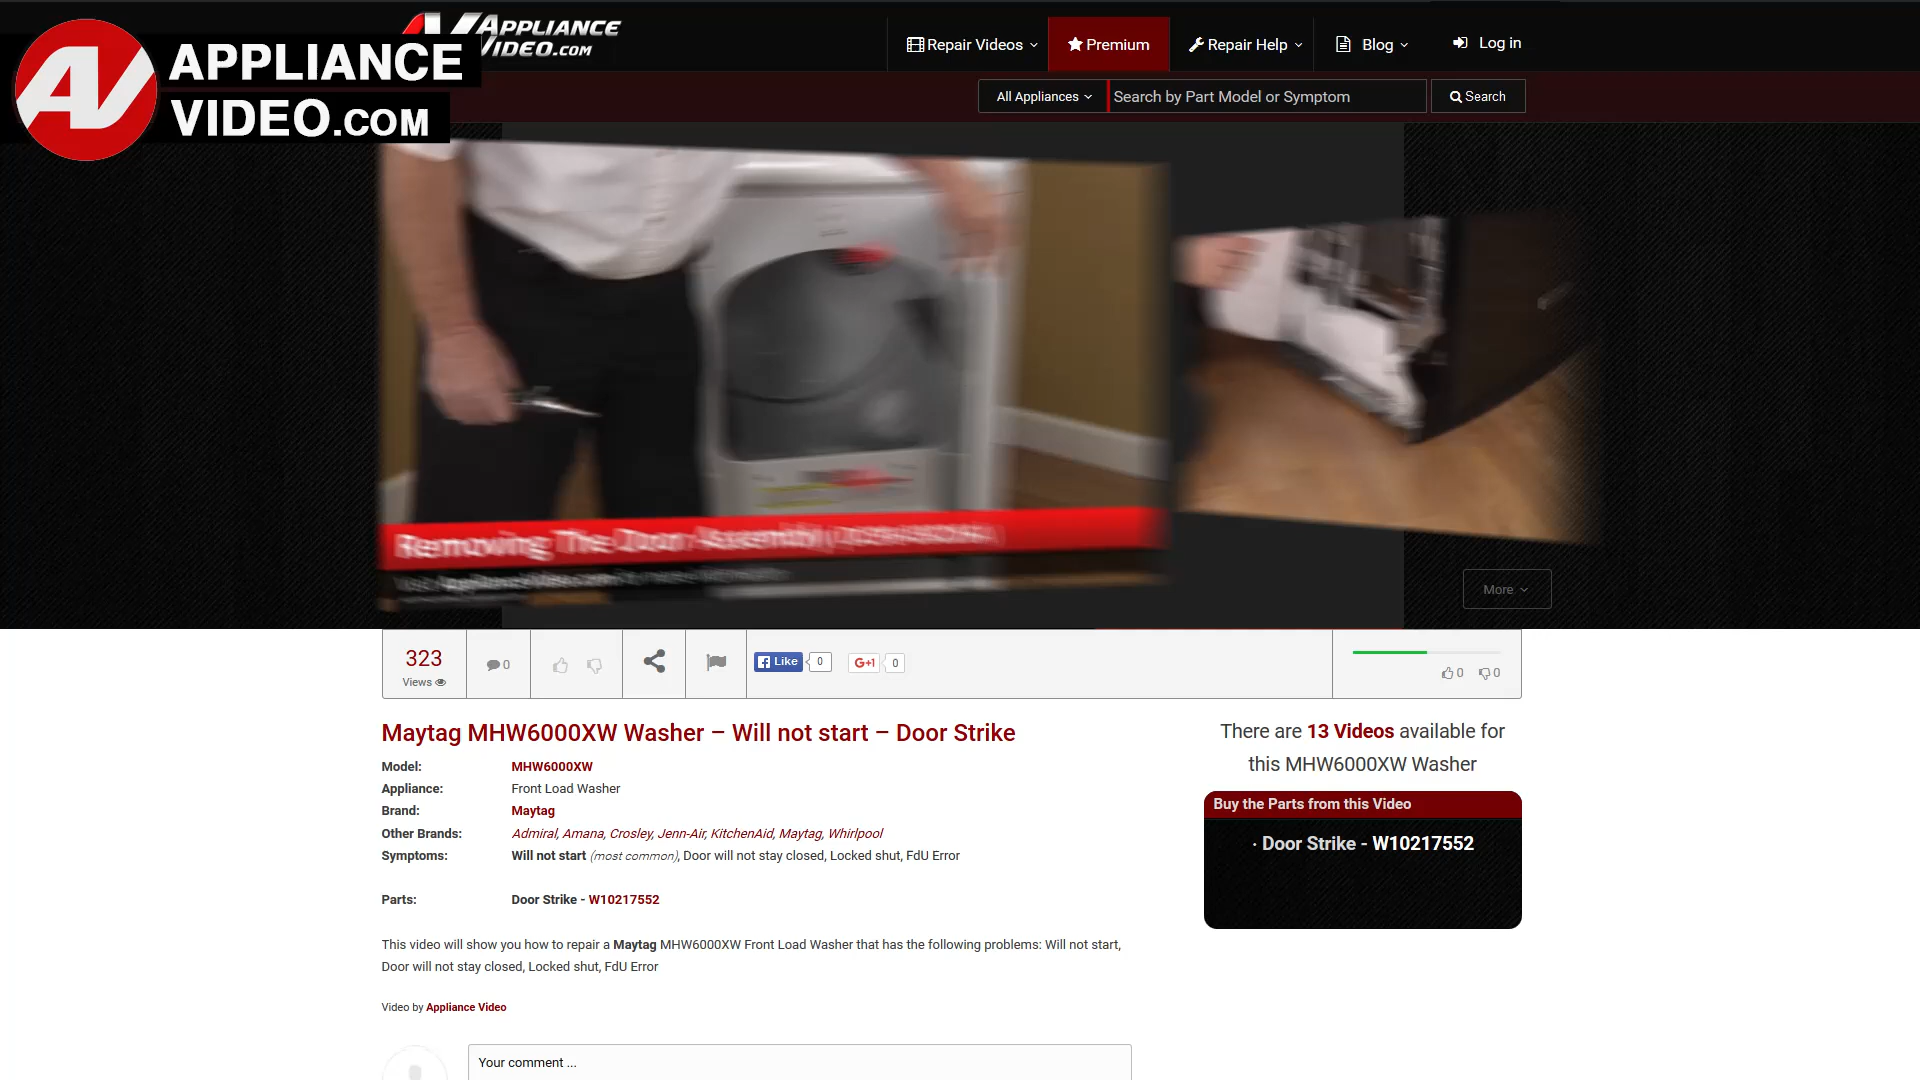 APPLIANCE
VIDEO.COM
APPLIANCE
VIDEO.COM
Repair Videos
Premium
Repair Help
Blog
Log in
All Appliances
Search by Part Model or Symptom
Search
Removing The Door Assembly
More
323
Views
0
Like
0
G+1
0
0
0
Maytag MHW6000XW Washer – Will not start – Door Strike
Model: MHW6000XW
Appliance: Front Load Washer
Brand: Maytag
Other Brands: Admiral, Amana, Crosley, Jenn-Air, KitchenAid, Maytag, Whirlpool
Symptoms: Will not start (most common), Door will not stay closed, Locked shut, FdU Error
Parts: Door Strike - W10217552
This video will show you how to repair a Maytag MHW6000XW Front Load Washer that has the following problems: Will not start,
Door will not stay closed, Locked shut, FdU Error
Video by Appliance Video
Your comment ...
There are 13 Videos available for
this MHW6000XW Washer
Buy the Parts from this Video
· Door Strike - W10217552